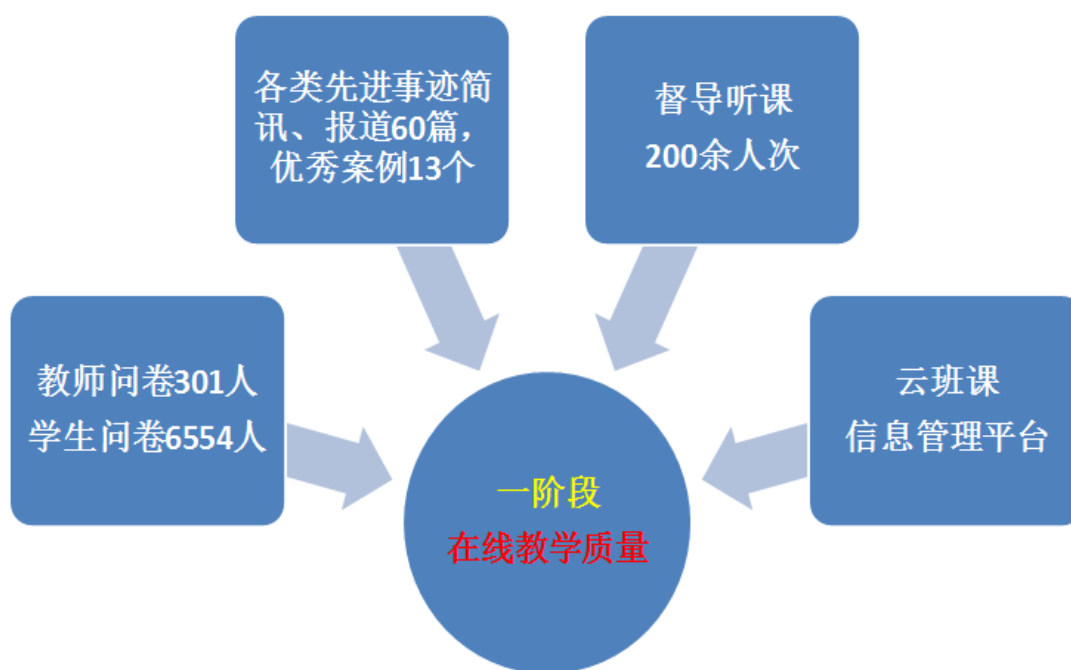 各类先进事迹简
讯、报道60篇，
优秀案例13个
督导听课
200余人次
教师问卷301人
学生问卷6554人
云班课
信息管理平台
一阶段
在线教学质量